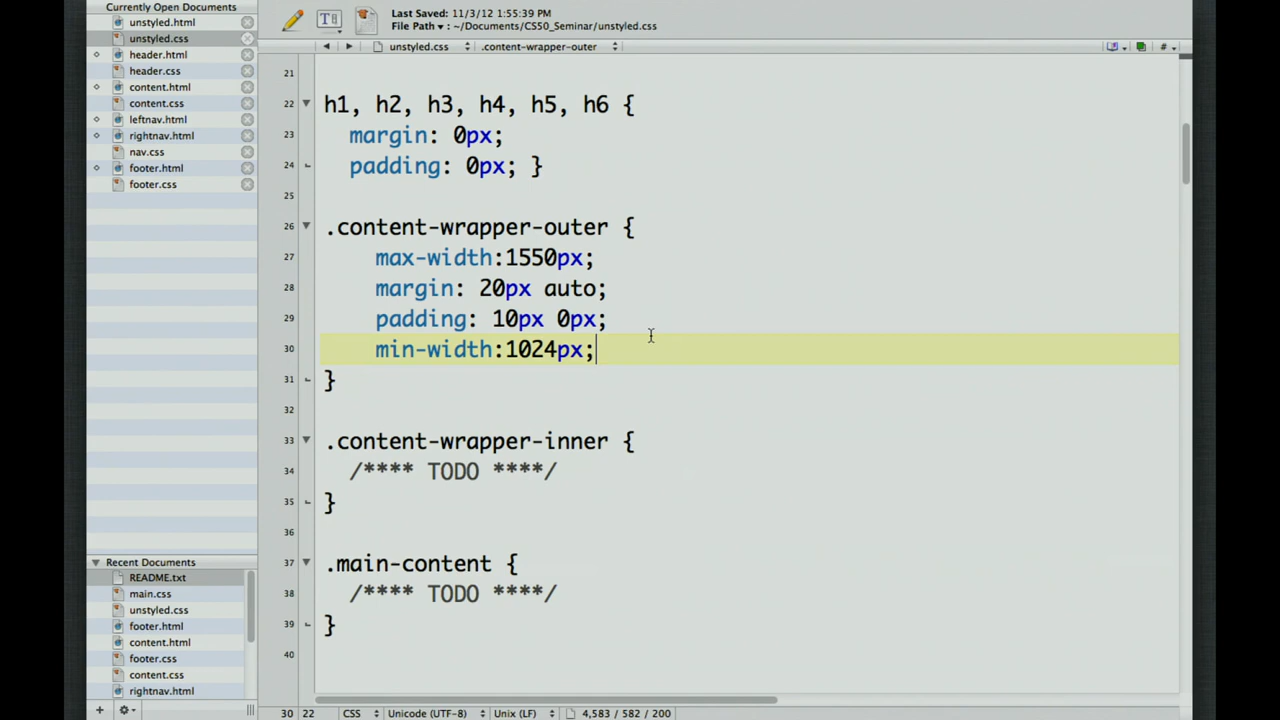 Currently Open Documents
unstyled.html
unstyled.css
header.html
header.css
content.html
content.css
leftnav.html
rightnav.html
nav.css
footer.html
footer.css
Recent Documents
README.txt
main.css
unstyled.css
footer.html
content.html
footer.css
content.css
rightnav.html
T
Last Saved: 11/3/12 1:55:39 PM
File Path ▾ : ~/Documents/CS50_Seminar/unstyled.css
unstyled.css .content-wrapper-outer #
21
22 h1, h2, h3, h4, h5, h6 {
23 margin: 0px;
24 padding: 0px; }
25
26 .content-wrapper-outer {
27 max-width:1550px;
28 margin: 20px auto;
29 padding: 10px 0px;
30 min-width:1024px;
31 }
32
33 .content-wrapper-inner {
34 /**** TODO ****/
35 }
36
37 .main-content {
38 /**** TODO ****/
39 }
40
30 22 CSS Unicode (UTF-8) Unix (LF) 4,583 / 582 / 200